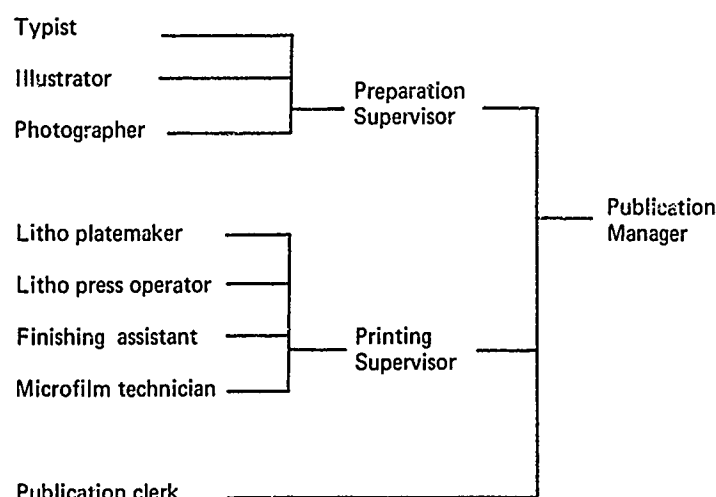 Typist
Illustrator
Photographer
Preparation
Supervisor
Publication
Manager
Litho platemaker
Litho press operator
Finishing assistant
Microfilm technician
Printing
Supervisor
Publication clerk